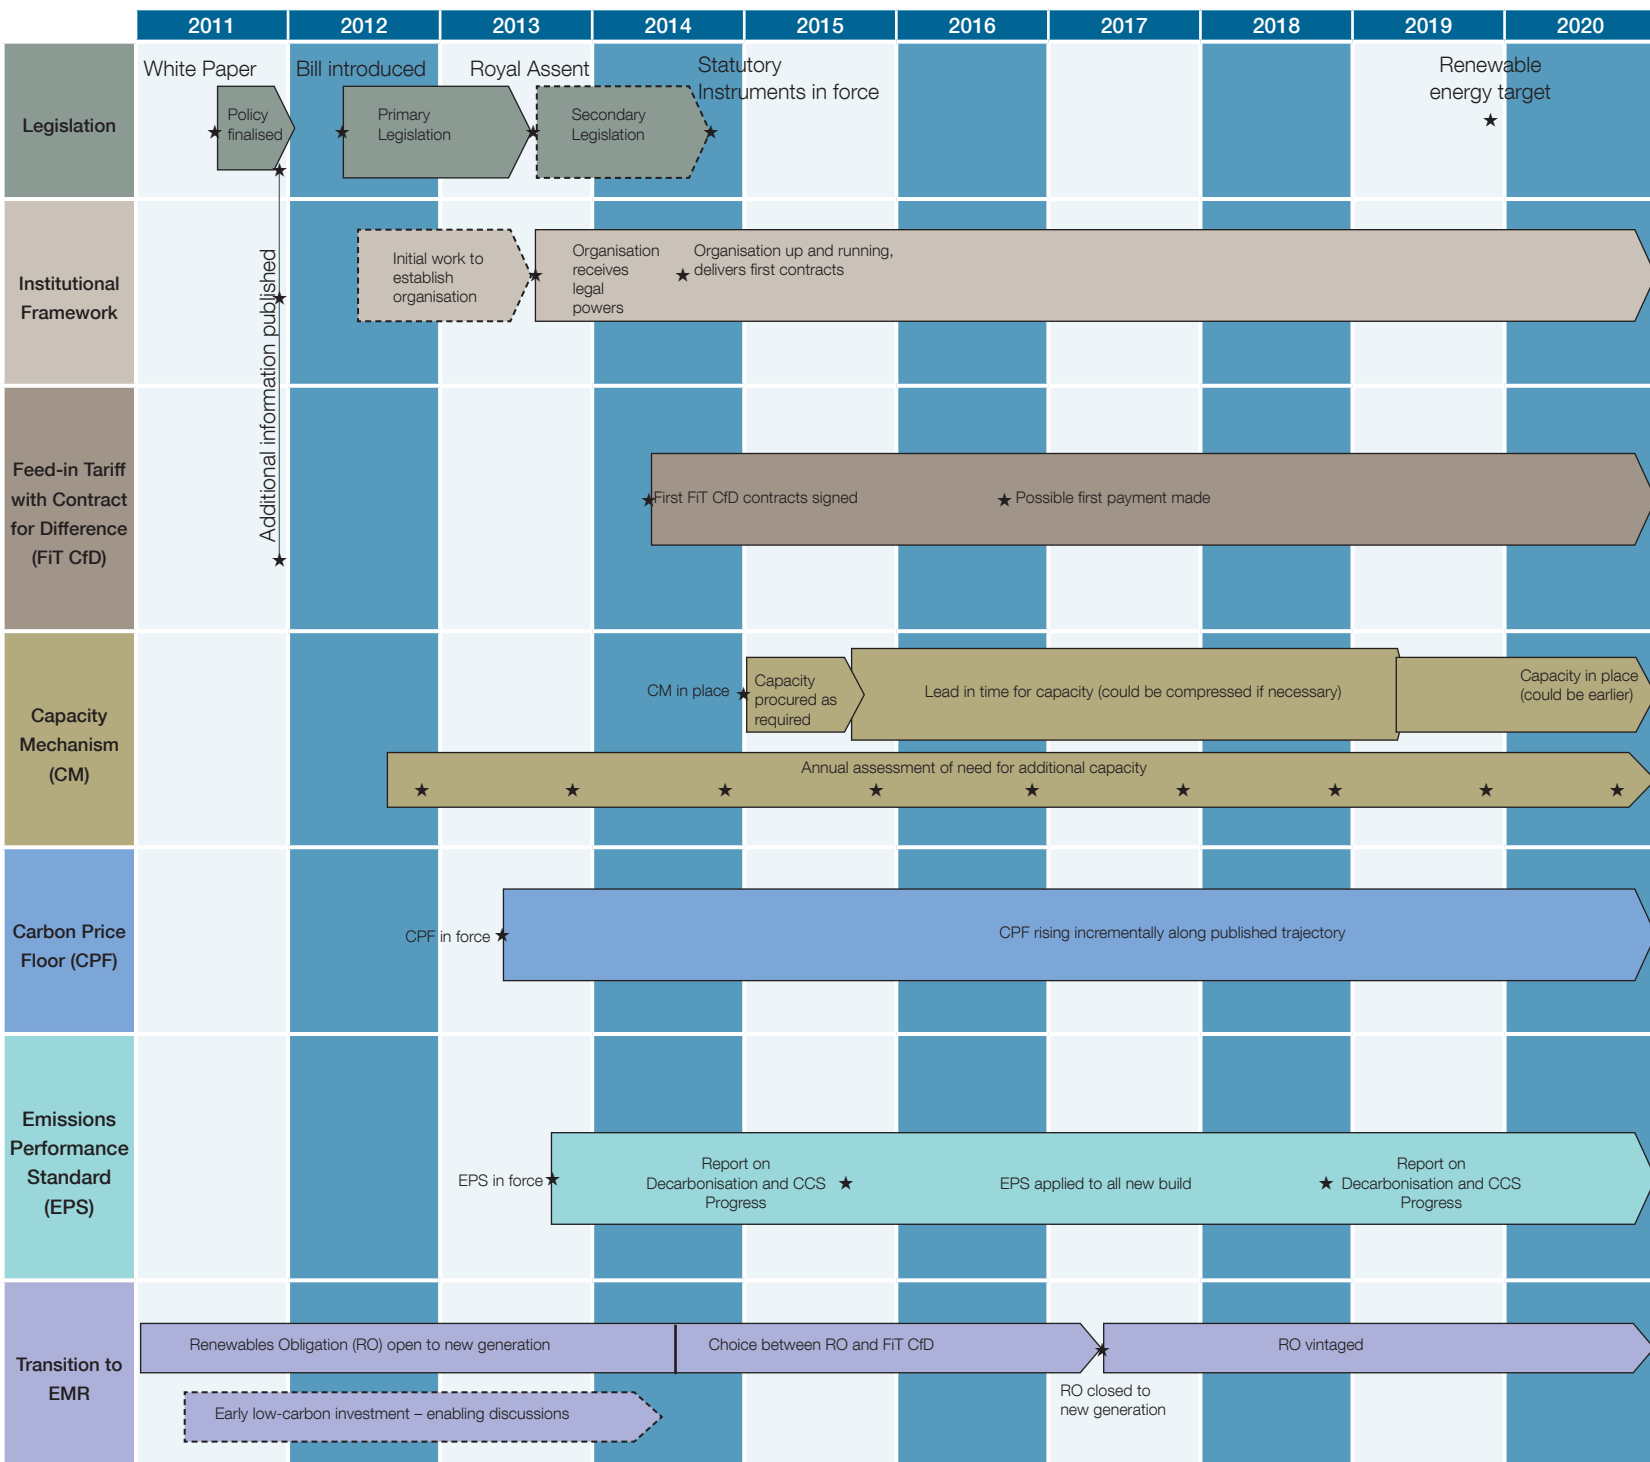 2011 2012 2013 2014 2015 2016 2017 2018 2019 2020
Legislation
White Paper
Bill introduced
Royal Assent
Statutory
Instruments in force
Renewable
energy target
Policy
finalised
Primary
Legislation
Secondary
Legislation
Additional information published
Institutional
Framework
Initial work to
establish
organisation
Organisation
receives
legal
powers
Organisation up and running,
delivers first contracts
Feed-in Tariff
with Contract
for Difference
(FiT CfD)
First FiT CfD contracts signed
Possible first payment made
Capacity
Mechanism
(CM)
CM in place
Capacity
procured as
required
Lead in time for capacity (could be compressed if necessary)
Capacity in place
(could be earlier)
Annual assessment of need for additional capacity
Carbon Price
Floor (CPF)
CPF in force
CPF rising incrementally along published trajectory
Emissions
Performance
Standard
(EPS)
EPS in force
Report on
Decarbonisation and CCS
Progress
EPS applied to all new build
Report on
Decarbonisation and CCS
Progress
Transition to
EMR
Renewables Obligation (RO) open to new generation
Choice between RO and FiT CfD
RO vintaged
RO closed to
new generation
Early low-carbon investment – enabling discussions